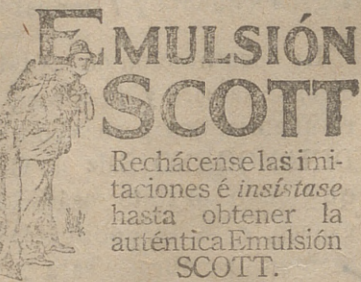 EMULSIÓN
SCOTT
Rechácense las imi-
taciones é insístase
hasta obtener la
auténtica Emulsión
SCOTT.